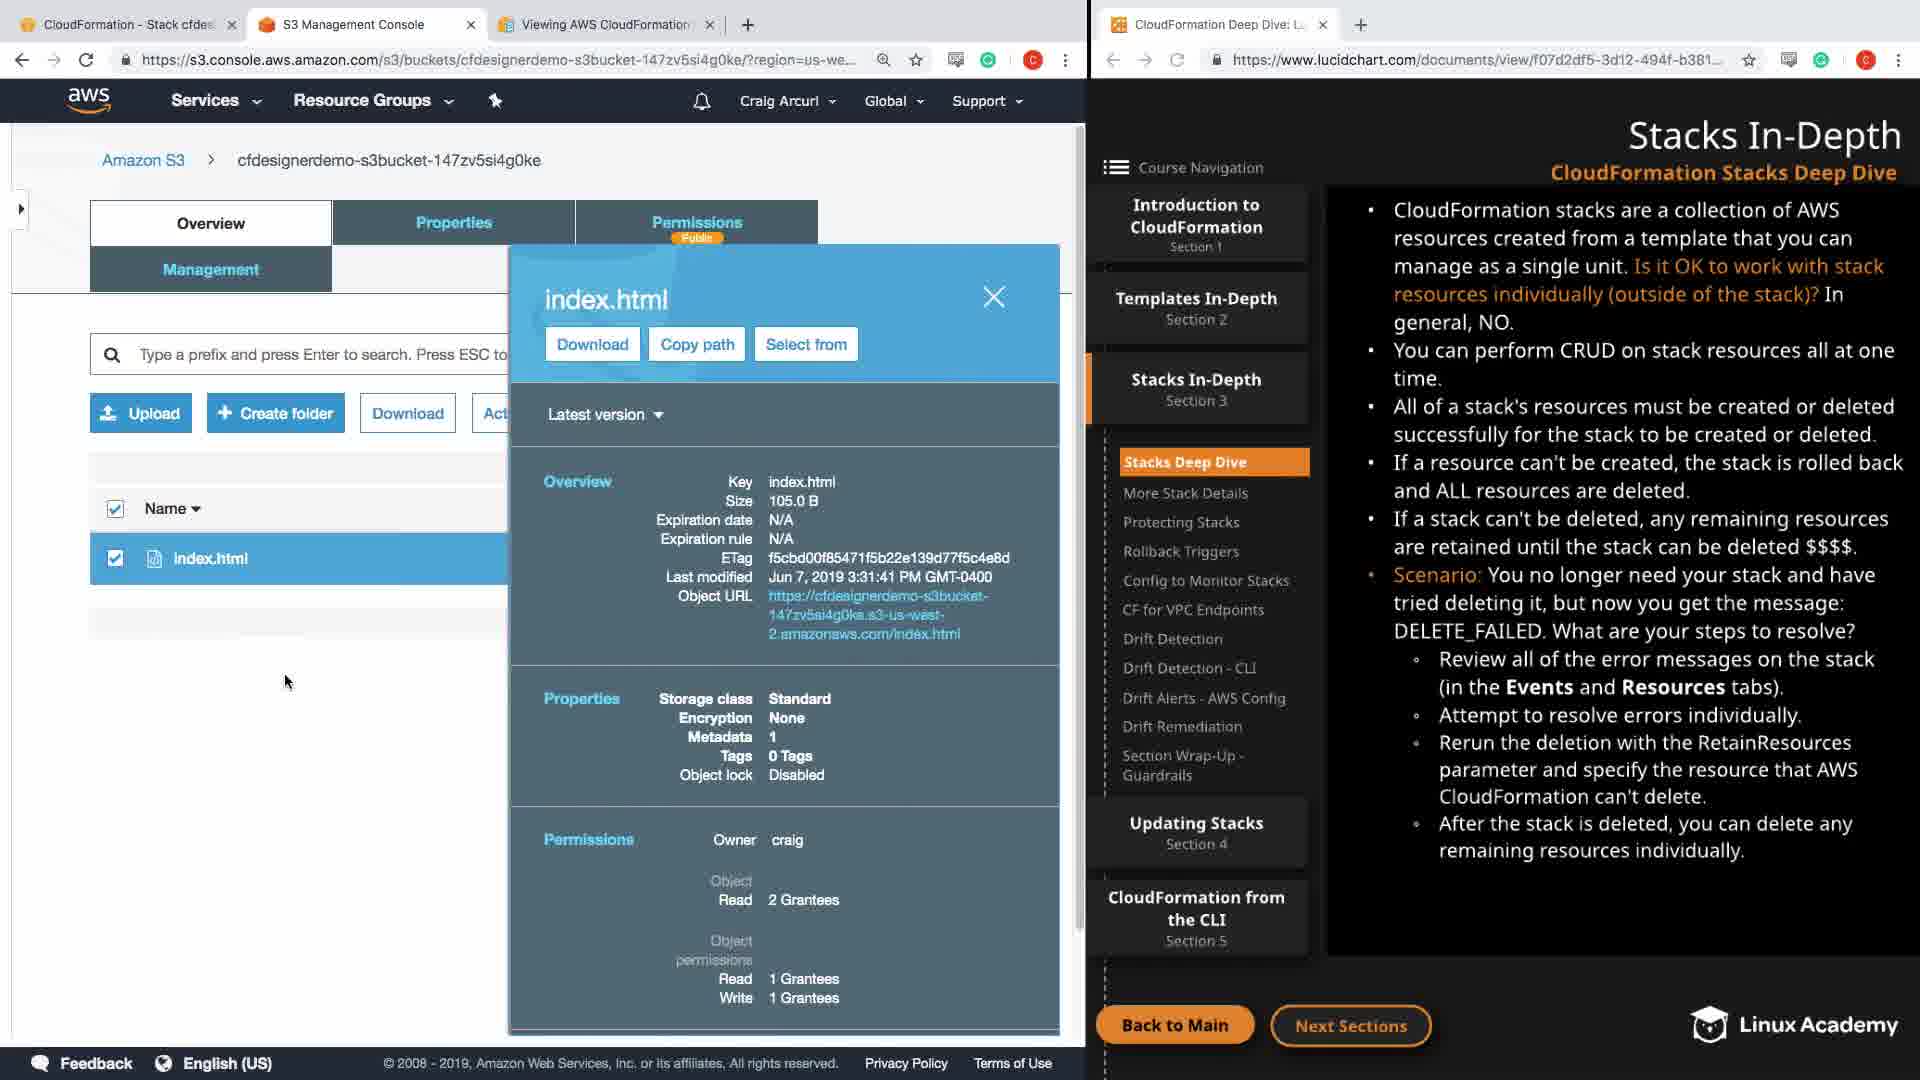 CloudFormation - Stack cfdes
S3 Management Console
Viewing AWS CloudFormation
https://s3.console.aws.amazon.com/s3/buckets/cfdesignerdemo-s3bucket-147zv5si4g0ke/?region=us-we...
C
aws
Services
Resource Groups
Craig Arcuri
Global
Support
Amazon S3 > cfdesignerdemo-s3bucket-147zv5si4g0ke
Overview
Properties
Permissions
Public
Management
Type a prefix and press Enter to search. Press ESC to
Upload
+ Create folder
Download
Act
Name
index.html
index.html
Download
Copy path
Select from
Latest version
Overview
Key index.html
Size 105.0 B
Expiration date N/A
Expiration rule N/A
ETag f5cbd00f85471f5b22e139d77f5c4e8d
Last modified Jun 7, 2019 3:31:41 PM GMT-0400
Object URL https://cfdesignerdemo-s3bucket-
147zv5si4g0ke.s3-us-west-
2.amazonaws.com/index.html
Properties
Storage class Standard
Encryption None
Metadata 1
Tags 0 Tags
Object lock Disabled
Permissions
Owner craig
Object
Read 2 Grantees
Object
permissions
Read 1 Grantees
Write 1 Grantees
Feedback
English (US)
© 2008 - 2019, Amazon Web Services, Inc. or its affiliates. All rights reserved.
Privacy Policy
Terms of Use
CloudFormation Deep Dive: L
https://www.lucidchart.com/documents/view/f07d2df5-3d12-494f-b381...
C
Stacks In-Depth
CloudFormation Stacks Deep Dive
Course Navigation
Introduction to
CloudFormation
Section 1
Templates In-Depth
Section 2
Stacks In-Depth
Section 3
Stacks Deep Dive
More Stack Details
Protecting Stacks
Rollback Triggers
Config to Monitor Stacks
CF for VPC Endpoints
Drift Detection
Drift Detection - CLI
Drift Alerts - AWS Config
Drift Remediation
Section Wrap-Up -
Guardrails
Updating Stacks
Section 4
CloudFormation from
the CLI
Section 5
• CloudFormation stacks are a collection of AWS
resources created from a template that you can
manage as a single unit. Is it OK to work with stack
resources individually (outside of the stack)? In
general, NO.
• You can perform CRUD on stack resources all at one
time.
• All of a stack's resources must be created or deleted
successfully for the stack to be created or deleted.
• If a resource can't be created, the stack is rolled back
and ALL resources are deleted.
• If a stack can't be deleted, any remaining resources
are retained until the stack can be deleted $$$$.
• Scenario: You no longer need your stack and have
tried deleting it, but now you get the message:
DELETE_FAILED. What are your steps to resolve?
◦ Review all of the error messages on the stack
(in the Events and Resources tabs).
◦ Attempt to resolve errors individually.
◦ Rerun the deletion with the RetainResources
parameter and specify the resource that AWS
CloudFormation can't delete.
◦ After the stack is deleted, you can delete any
remaining resources individually.
Back to Main
Next Sections
Linux Academy